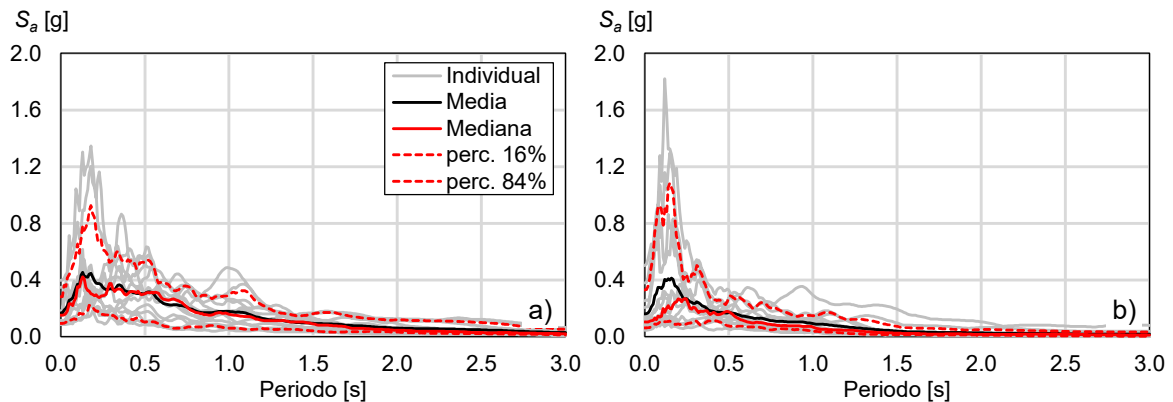 Sa [g]
2.0
1.6
1.2
0.8
0.4
0.0
Individual
Media
Mediana
perc. 16%
perc. 84%
a)
0.0 0.5 1.0 1.5 2.0 2.5 3.0
Periodo [s]
Sa [g]
2.0
1.6
1.2
0.8
0.4
0.0
b)
0.0 0.5 1.0 1.5 2.0 2.5 3.0
Periodo [s]